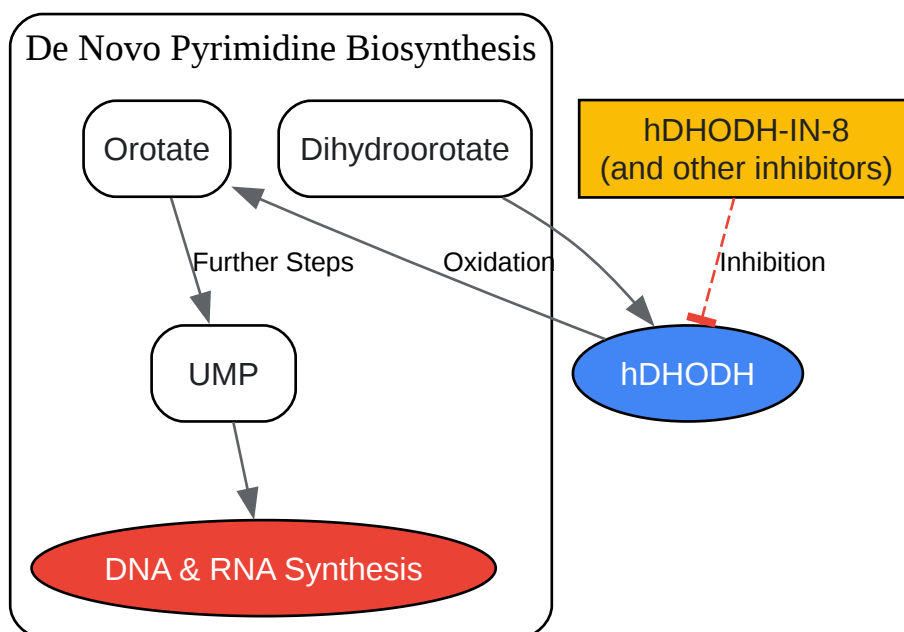 De Novo Pyrimidine Biosynthesis
Orotate
Dihydroorotate
hDHODH-IN-8
(and other inhibitors)
Further Steps
Oxidation
Inhibition
UMP
hDHODH
DNA & RNA Synthesis